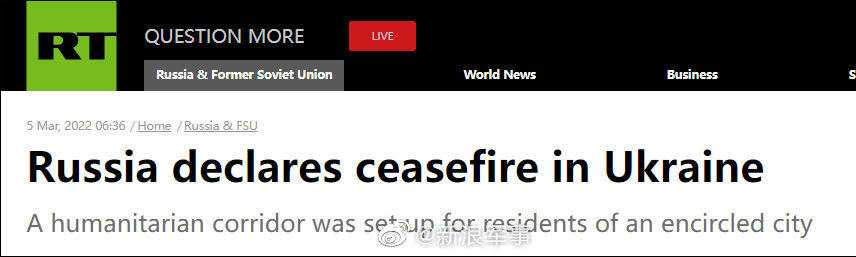 RT
QUESTION MORE
LIVE
Russia & Former Soviet Union
World News
Business
S
5 Mar, 2022 06:36 / Home / Russia & FSU
Russia declares ceasefire in Ukraine
A humanitarian corridor was set up for residents of an encircled city
@新浪军事